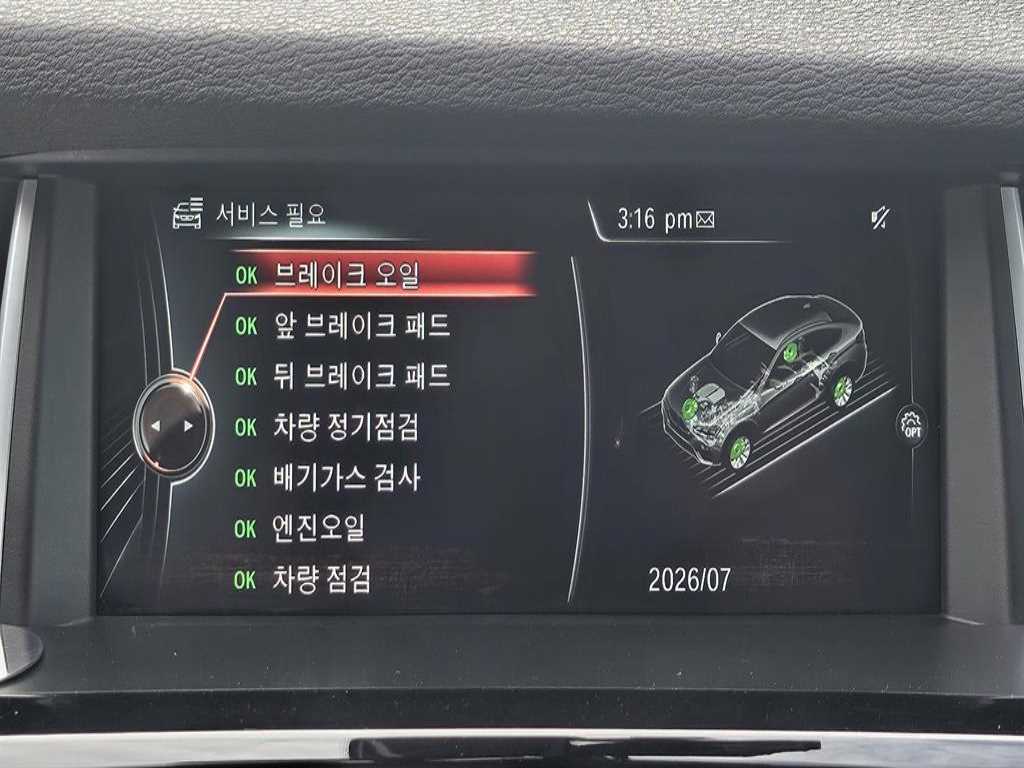 서비스 필요
3:16 pm
OK 브레이크 오일
OK 앞 브레이크 패드
OK 뒤 브레이크 패드
OK 차량 정기점검
OK 배기가스 검사
OK 엔진오일
OK 차량 점검
OPT
2026/07